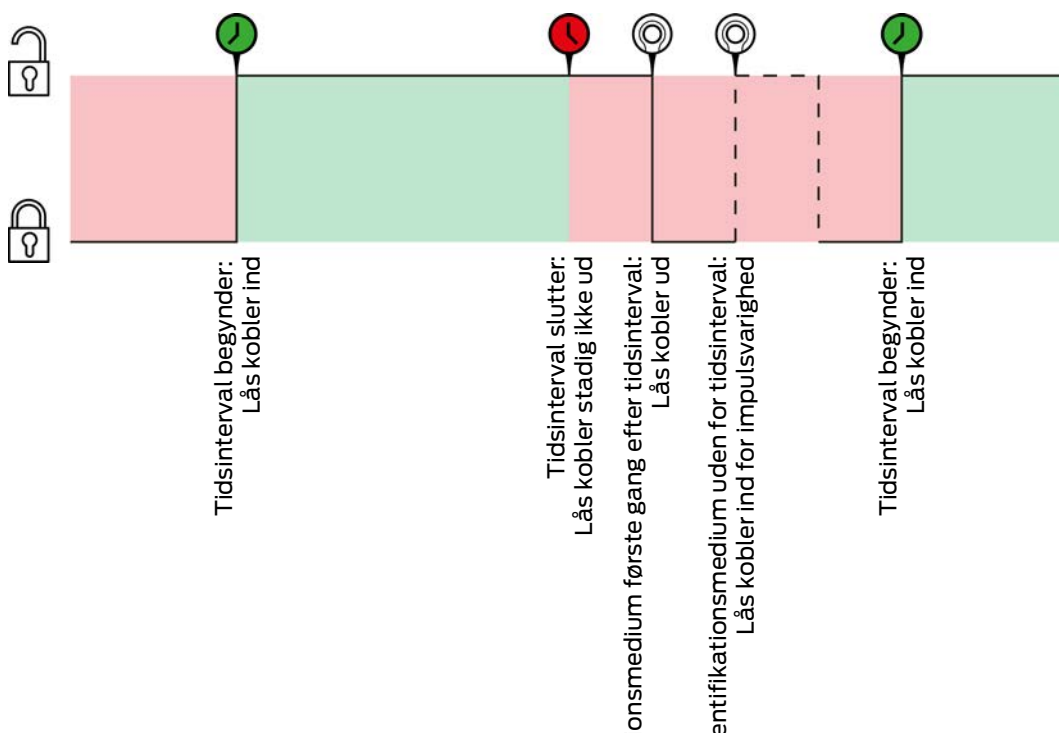 Tidsinterval begynder:
Lås kobler ind
Tidsinterval slutter:
Lås kobler stadig ikke ud
onsmedium første gang efter tidsinterval:
Lås kobler ud
entifikationsmedium uden for tidsinterval:
Lås kobler ind for impulsvarighed
Tidsinterval begynder:
Lås kobler ind